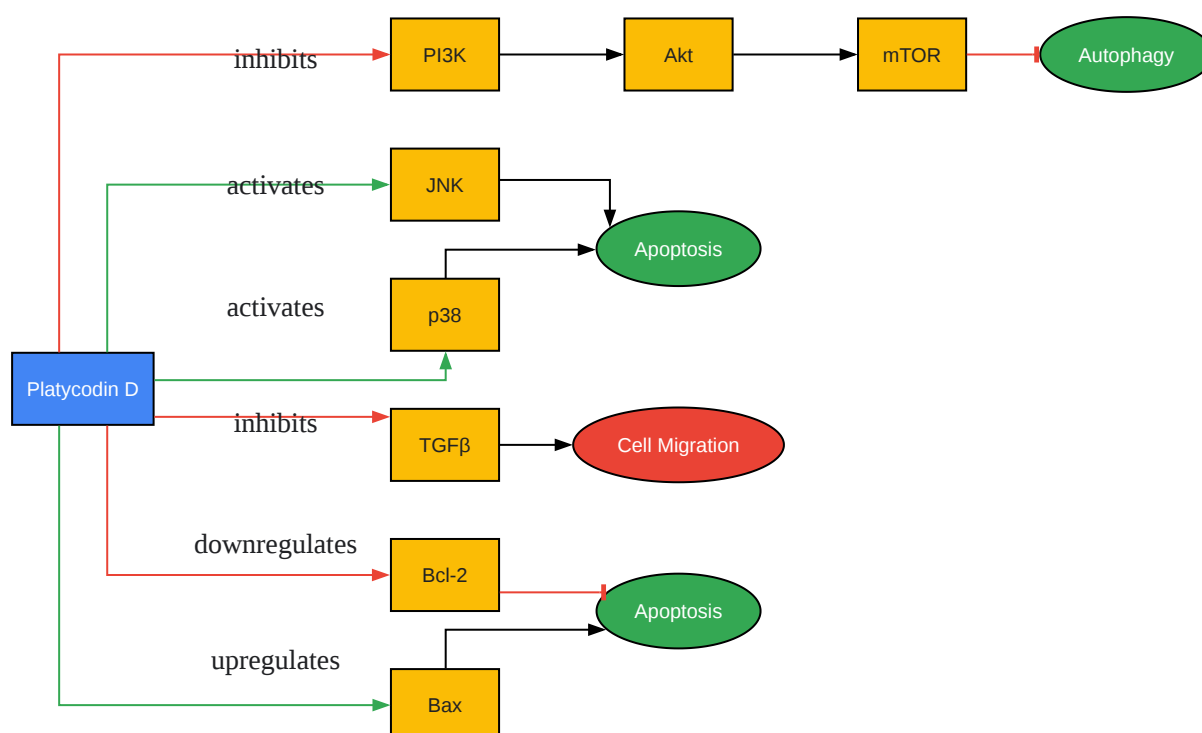 inhibits
PI3K
Akt
mTOR
Autophagy
activates
JNK
Apoptosis
activates
p38
Platycodin D
inhibits
TGFβ
Cell Migration
downregulates
Bcl-2
Apoptosis
upregulates
Bax